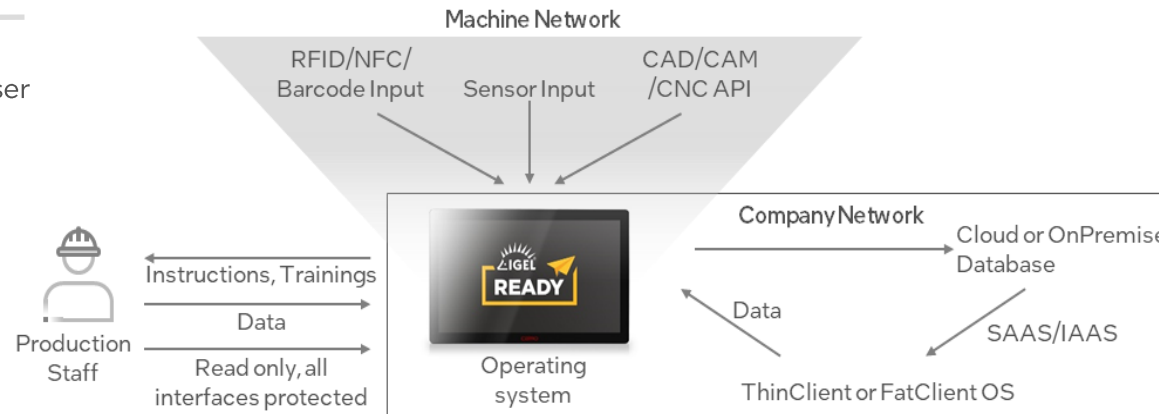 Machine Network
ser
RFID/NFC/
Barcode Input
Sensor Input
CAD/CAM
/CNC API
IGEL
READY
Operating
system
Production
Staff
Instructions, Trainings
Data
Read only, all
interfaces protected
Company Network
Cloud or OnPremise
Database
SAAS/IAAS
Data
ThinClient or FatClient OS